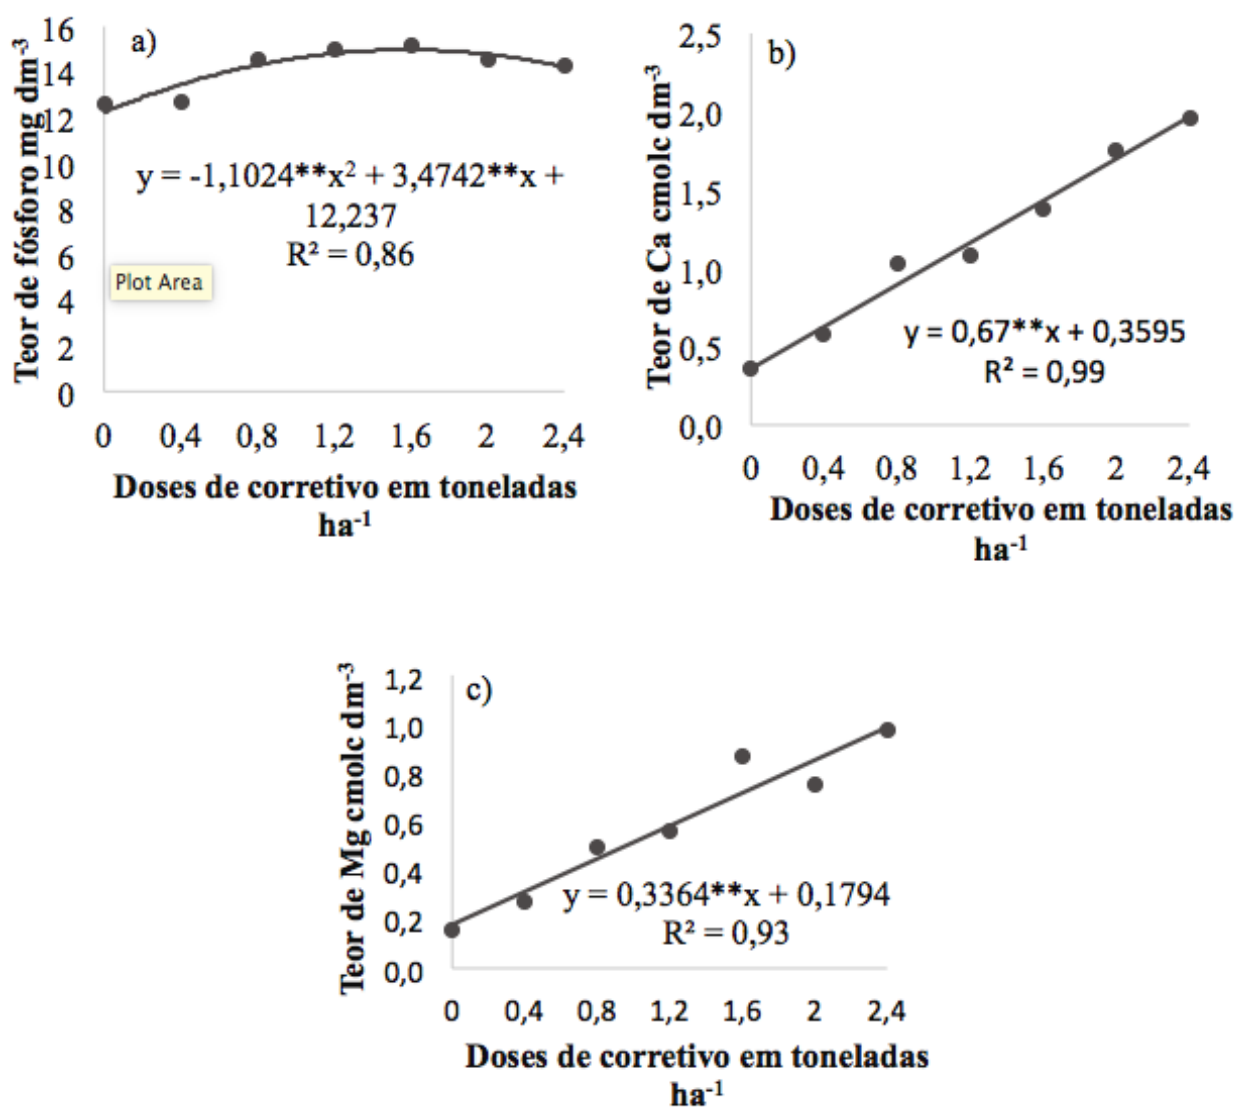 a)
Teor de fósforo mg dm-3
16
14
12
10
8
6
4
2
0
y = -1,1024**x² + 3,4742**x +
12,237
R² = 0,86
Plot Area
0 0,4 0,8 1,2 1,6 2 2,4
Doses de corretivo em toneladas
ha-1
b)
Teor de Ca cmolc dm-3
2,5
2,0
1,5
1,0
0,5
0,0
y = 0,67**x + 0,3595
R² = 0,99
0 0,4 0,8 1,2 1,6 2 2,4
Doses de corretivo em toneladas
ha-1
c)
Teor de Mg cmolc dm-3
1,2
1,0
0,8
0,6
0,4
0,2
0,0
y = 0,3364**x + 0,1794
R² = 0,93
0 0,4 0,8 1,2 1,6 2 2,4
Doses de corretivo em toneladas
ha-1